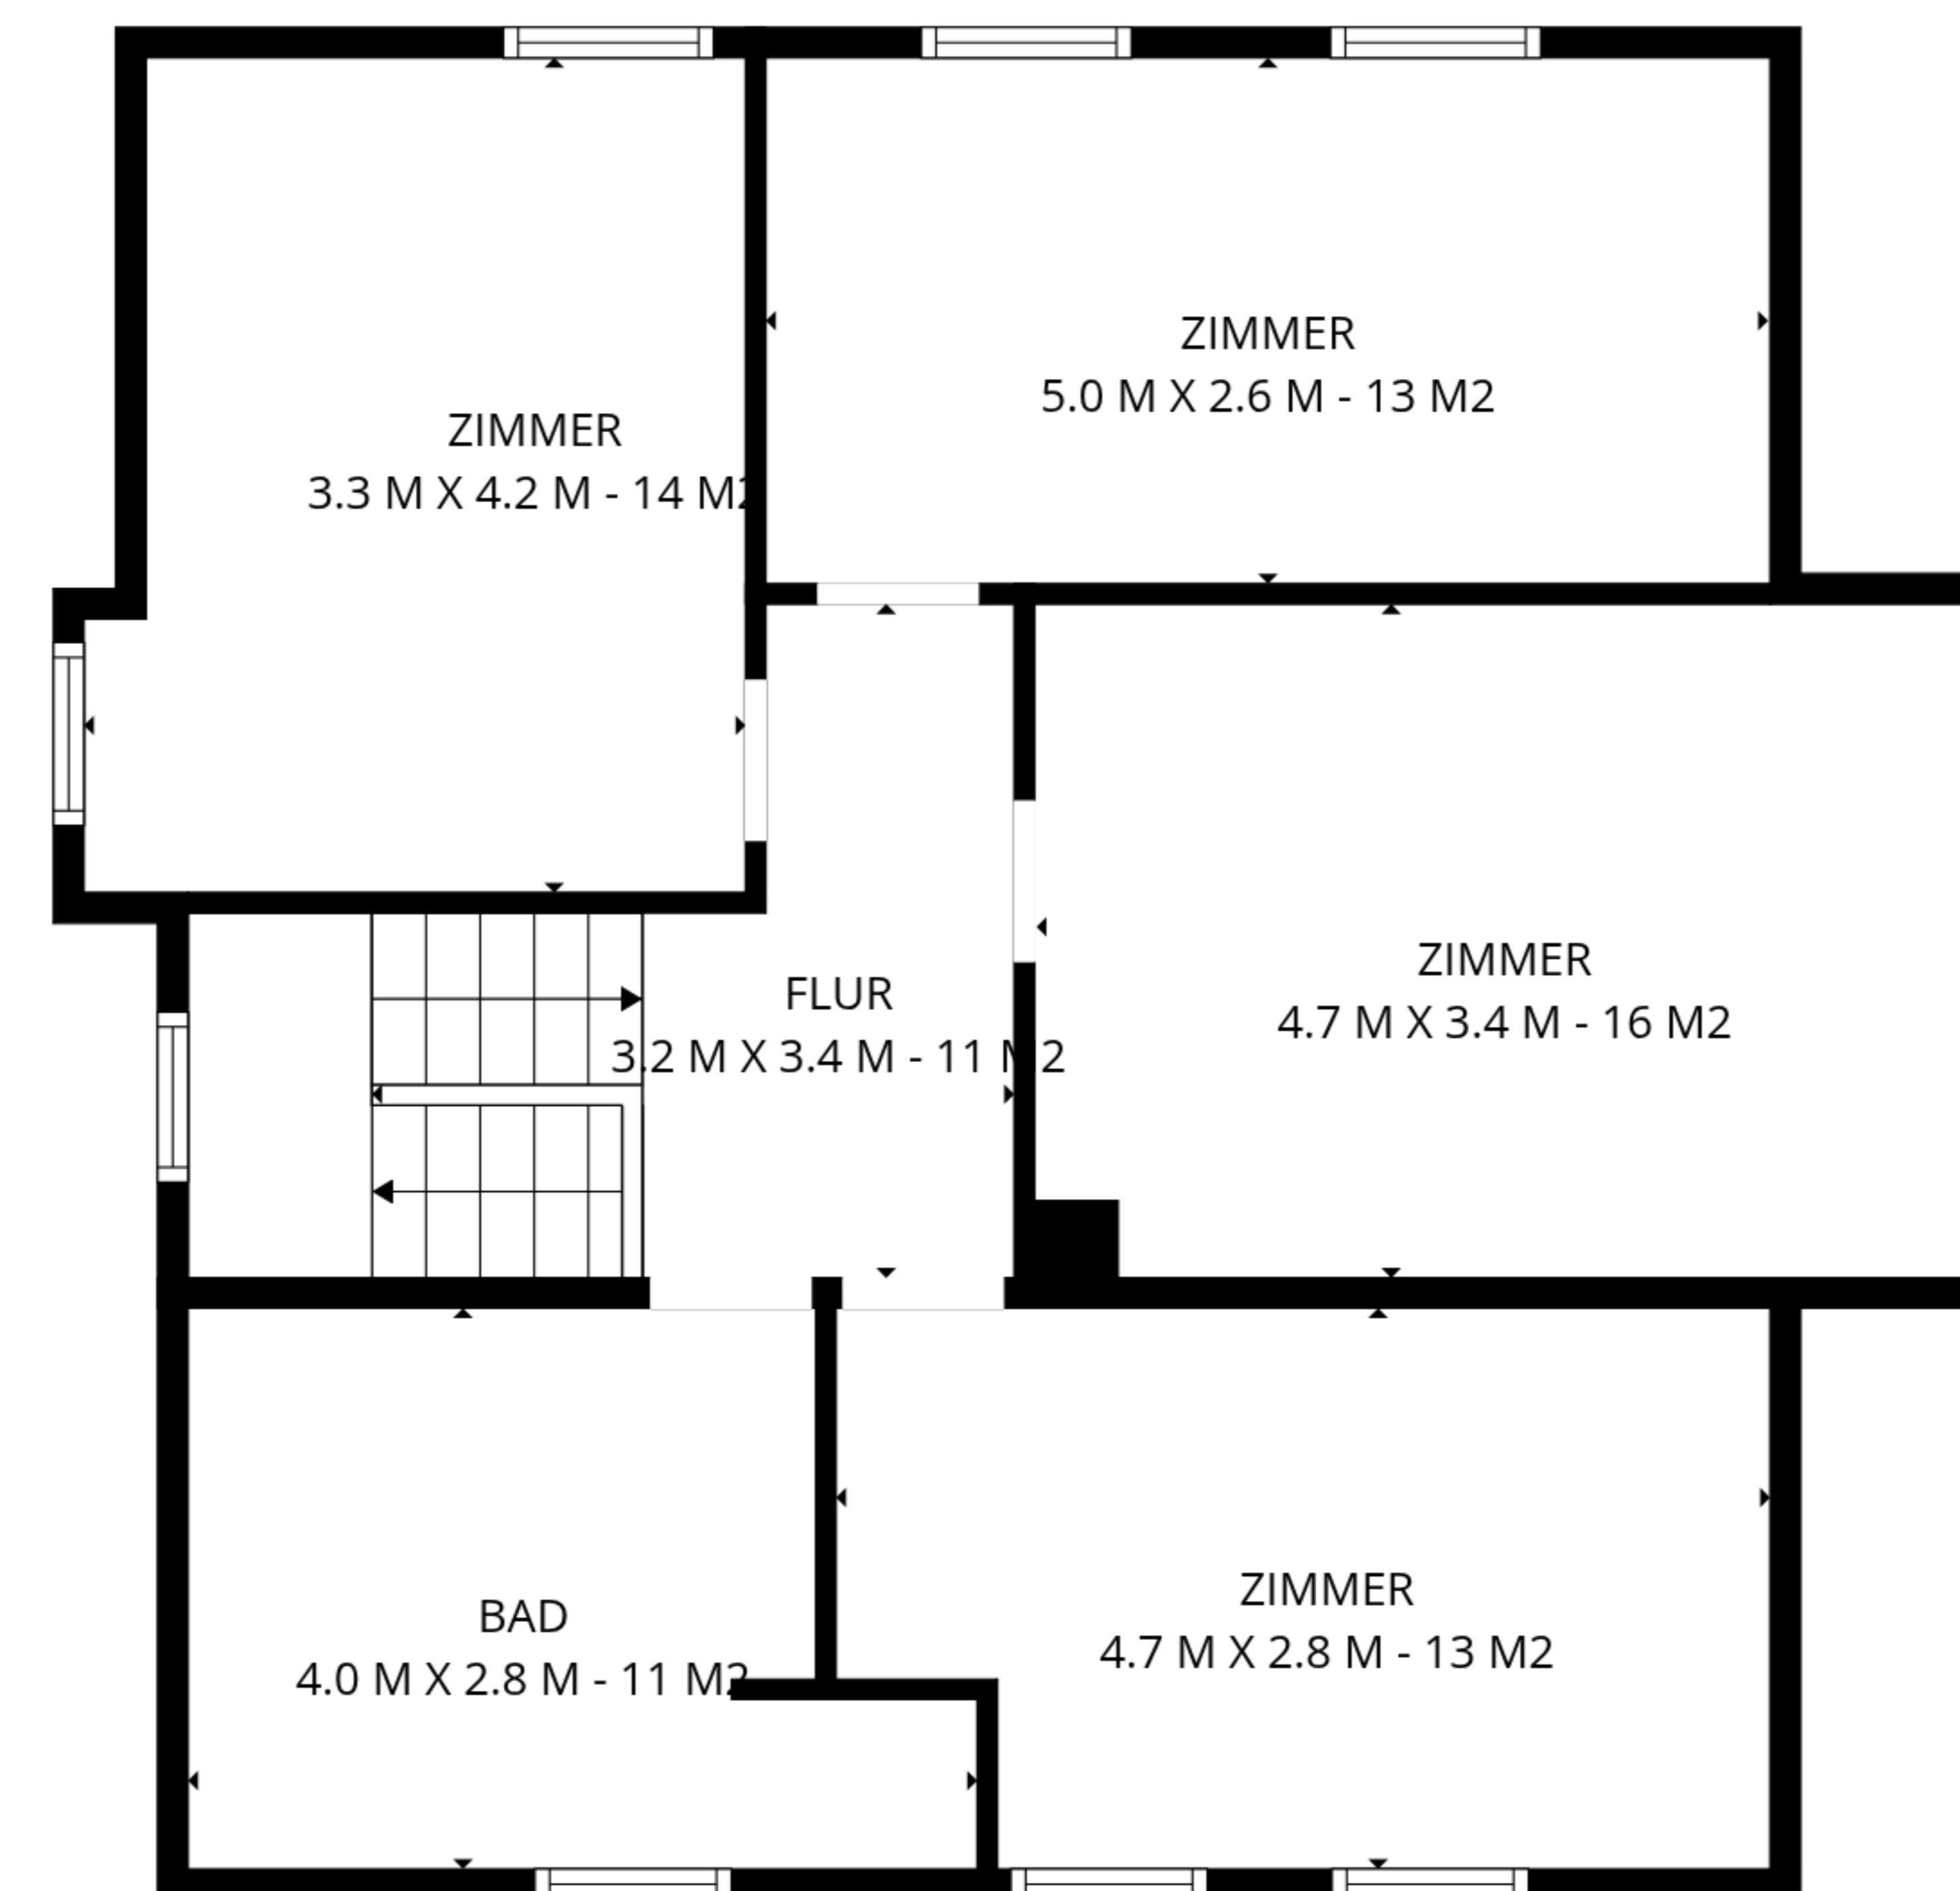 ZIMMER
5.0 M X 2.6 M - 13 M2
ZIMMER
3.3 M X 4.2 M - 14 M2
ZIMMER
4.7 M X 3.4 M - 16 M2
FLUR
3.2 M X 3.4 M - 11 M2
ZIMMER
4.7 M X 2.8 M - 13 M2
BAD
4.0 M X 2.8 M - 11 M2